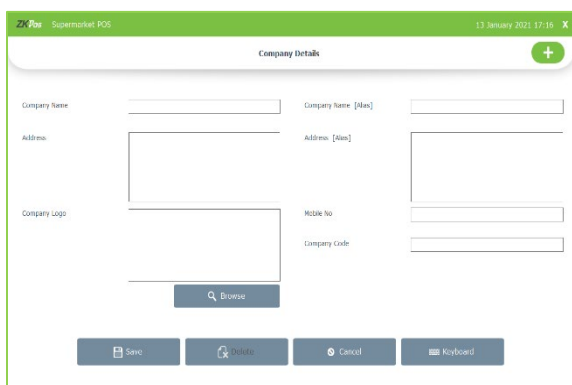 ZKPos Supermarket POS 13 January 2021 17:16 X
Company Details
+
Company Name Company Name [Alias]
Address Address [Alias]
Company Logo Mobile No
Company Code
Browse
Save Delete Cancel Keyboard